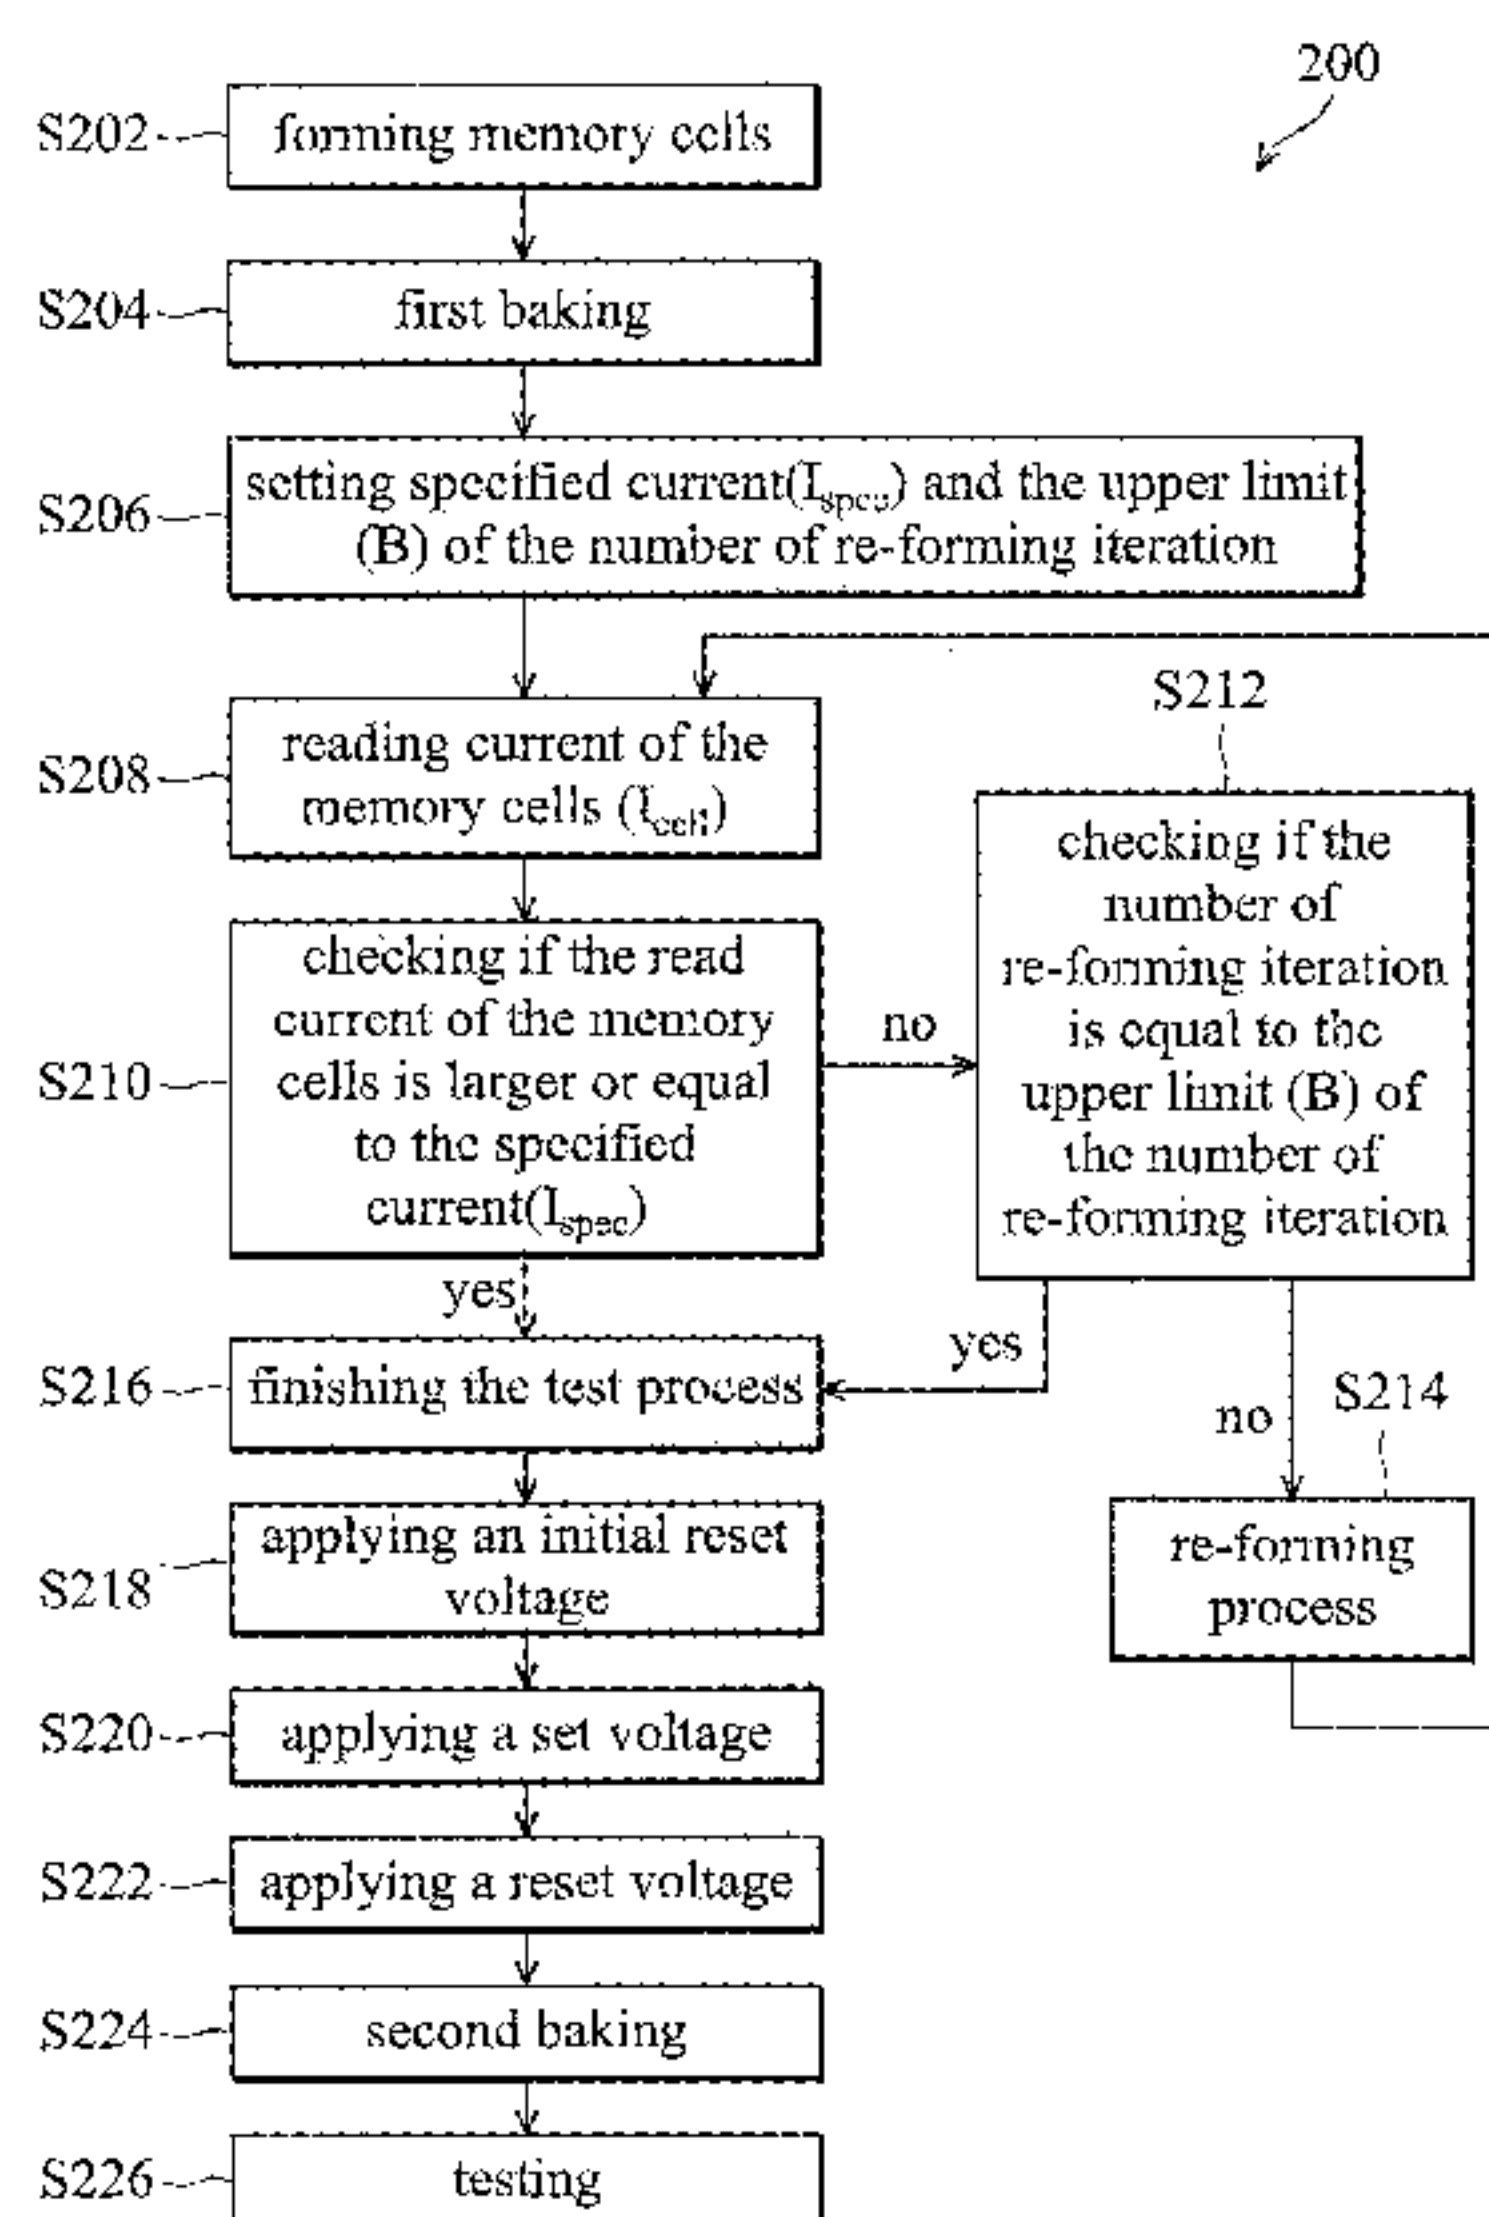 200
S202
forming memory cells
S204
first baking
S206
setting specified current(Ispec) and the upper limit
(B) of the number of re-forming iteration
S208
reading current of the
memory cells (Icell)
S210
checking if the read
current of the memory
cells is larger or equal
to the specified
current(Ispec)
no
yes
S212
checking if the
number of
re-forming iteration
is equal to the
upper limit (B) of
the number of
re-forming iteration
yes
no
S214
re-forming
process
S216
finishing the test process
S218
applying an initial reset
voltage
S220
applying a set voltage
S222
applying a reset voltage
S224
second baking
S226
testing